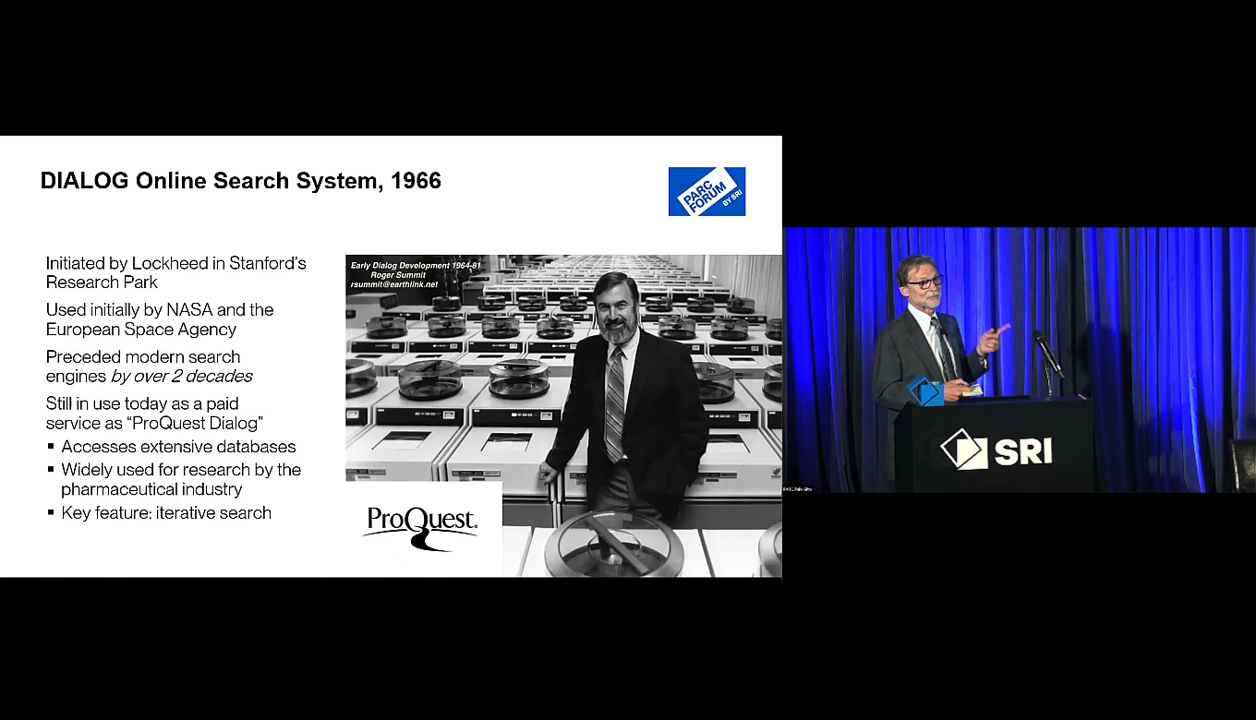 DIALOG Online Search System, 1966
PARC
FORUM
BY SRI
Initiated by Lockheed in Stanford's
Research Park
Used initially by NASA and the
European Space Agency
Preceded modern search
engines by over 2 decades
Still in use today as a paid
service as "ProQuest Dialog"
▪ Accesses extensive databases
▪ Widely used for research by the
pharmaceutical industry
▪ Key feature: iterative search
Early Dialog Development 1964-81
Roger Summit
rsummit@earthlink.net
ProQuest.
SRI